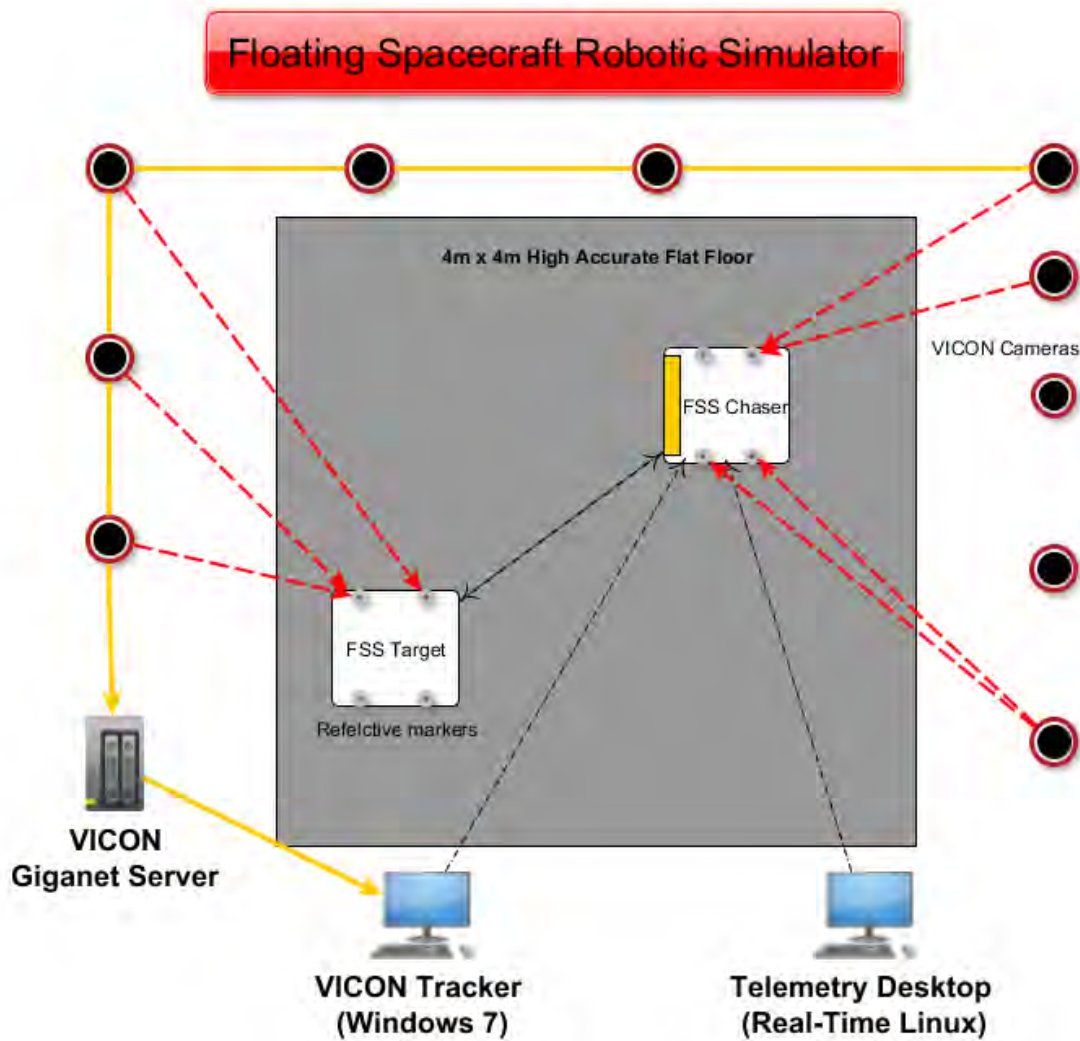 Floating Spacecraft Robotic Simulator
4m x 4m High Accurate Flat Floor
VICON Cameras
FSS Chaser
FSS Target
Refelctive markers
VICON
Giganet Server
VICON Tracker
(Windows 7)
Telemetry Desktop
(Real-Time Linux)